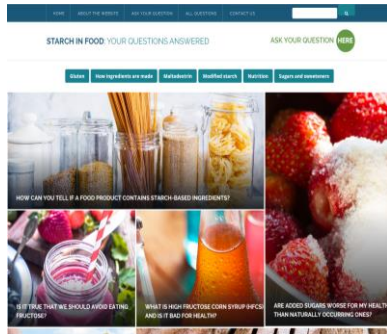 HOME ABOUT THE WEBSITE ASK YOUR QUESTION ALL QUESTIONS CONTACT US
STARCH IN FOOD: YOUR QUESTIONS ANSWERED
ASK YOUR QUESTION HERE
Gluten How ingredients are made Maltodextrin Modified starch Nutrition Sugars and sweeteners
HOW CAN YOU TELL IF A FOOD PRODUCT CONTAINS STARCH-BASED INGREDIENTS?
IS IT TRUE THAT WE SHOULD AVOID EATING
FRUCTOSE?
WHAT IS HIGH FRUCTOSE CORN SYRUP (HFCS)
AND IS IT BAD FOR HEALTH?
ARE ADDED SUGARS WORSE FOR MY HEALTH
THAN NATURALLY OCCURRING ONES?